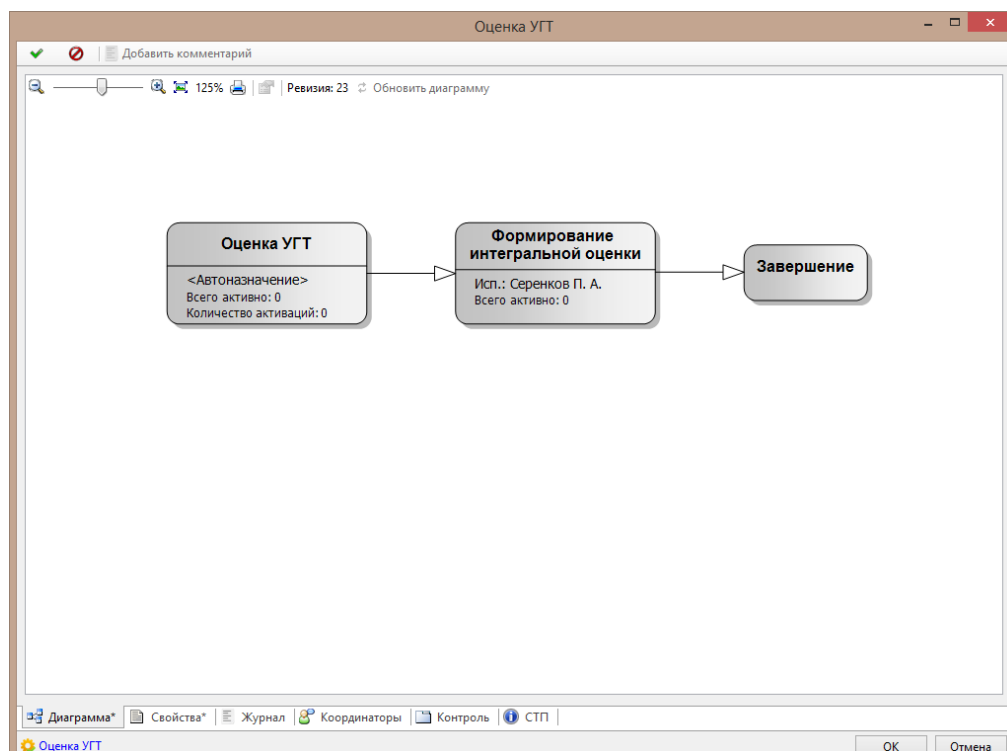 Оценка УГТ
Добавить комментарий
125% Ревизия: 23 Обновить диаграмму
Оценка УГТ
<Автоназначение>
Всего активно: 0
Количество активаций: 0
Формирование
интегральной оценки
Исп.: Серенков П. А.
Всего активно: 0
Завершение
Диаграмма* Свойства* Журнал Координаторы Контроль СТП
Оценка УГТ
ОК Отмена